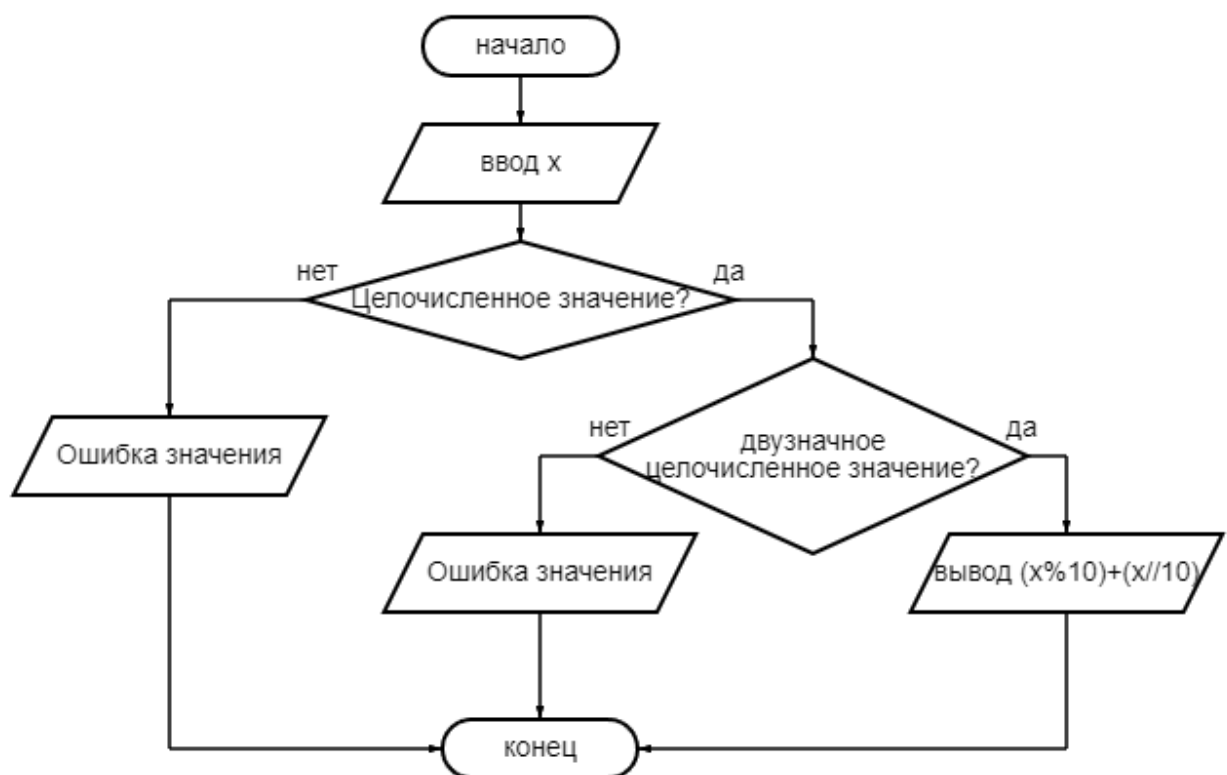 начало
ввод x
нет
да
Целочисленное значение?
Ошибка значения
нет
да
двузначное
целочисленное значение?
Ошибка значения
вывод (x%10)+(x//10)
конец